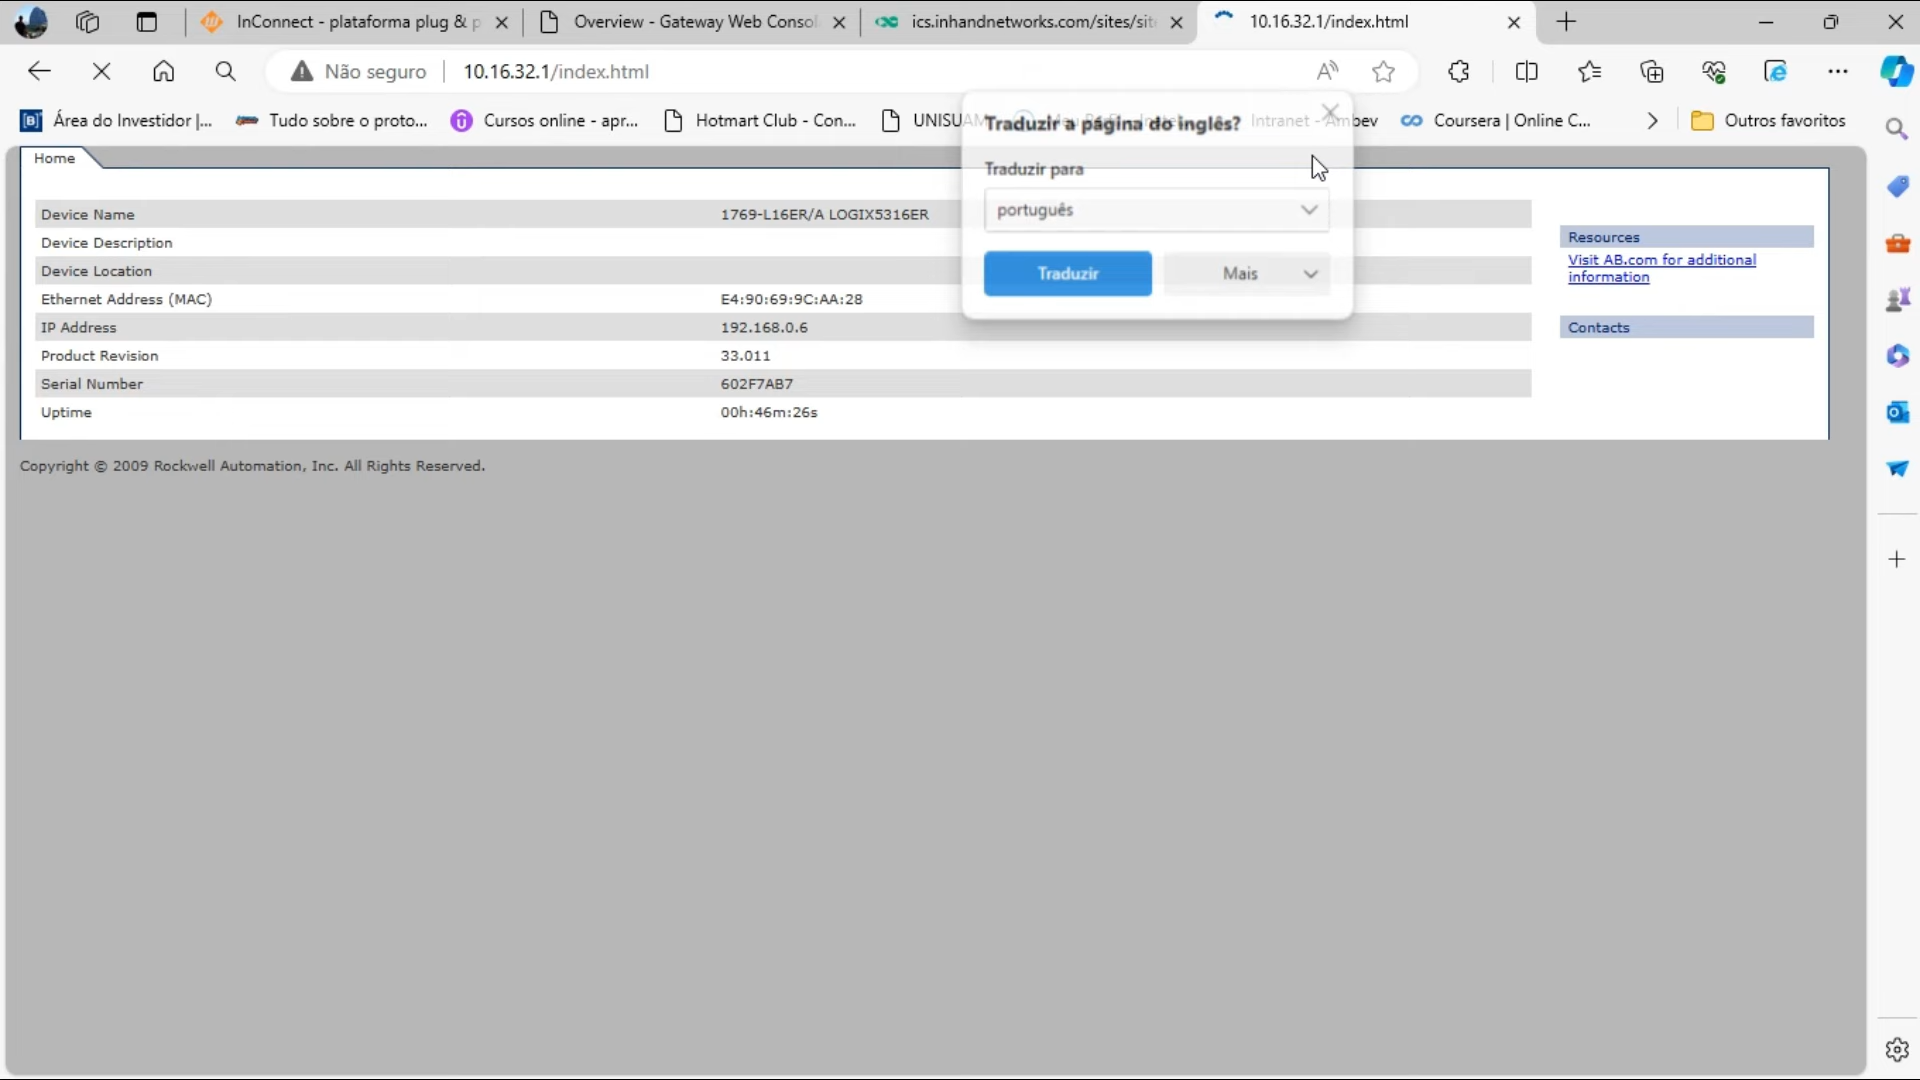 InConnect - plataforma plug & p
Overview - Gateway Web Consol
ics.inhandnetworks.com/sites/sit
10.16.32.1/index.html
Não seguro
10.16.32.1/index.html
Área do Investidor |...
Tudo sobre o proto...
Cursos online - apr...
Hotmart Club - Con...
UNISUAM
Intranet - Ambev
Coursera | Online C...
Outros favoritos
Traduzir a página do inglês?
Traduzir para
português
Traduzir
Mais
Home
Device Name 1769-L16ER/A LOGIX5316ER
Device Description
Device Location
Ethernet Address (MAC) E4:90:69:9C:AA:28
IP Address 192.168.0.6
Product Revision 33.011
Serial Number 602F7AB7
Uptime 00h:46m:26s
Resources
Visit AB.com for additional
information
Contacts
Copyright © 2009 Rockwell Automation, Inc. All Rights Reserved.